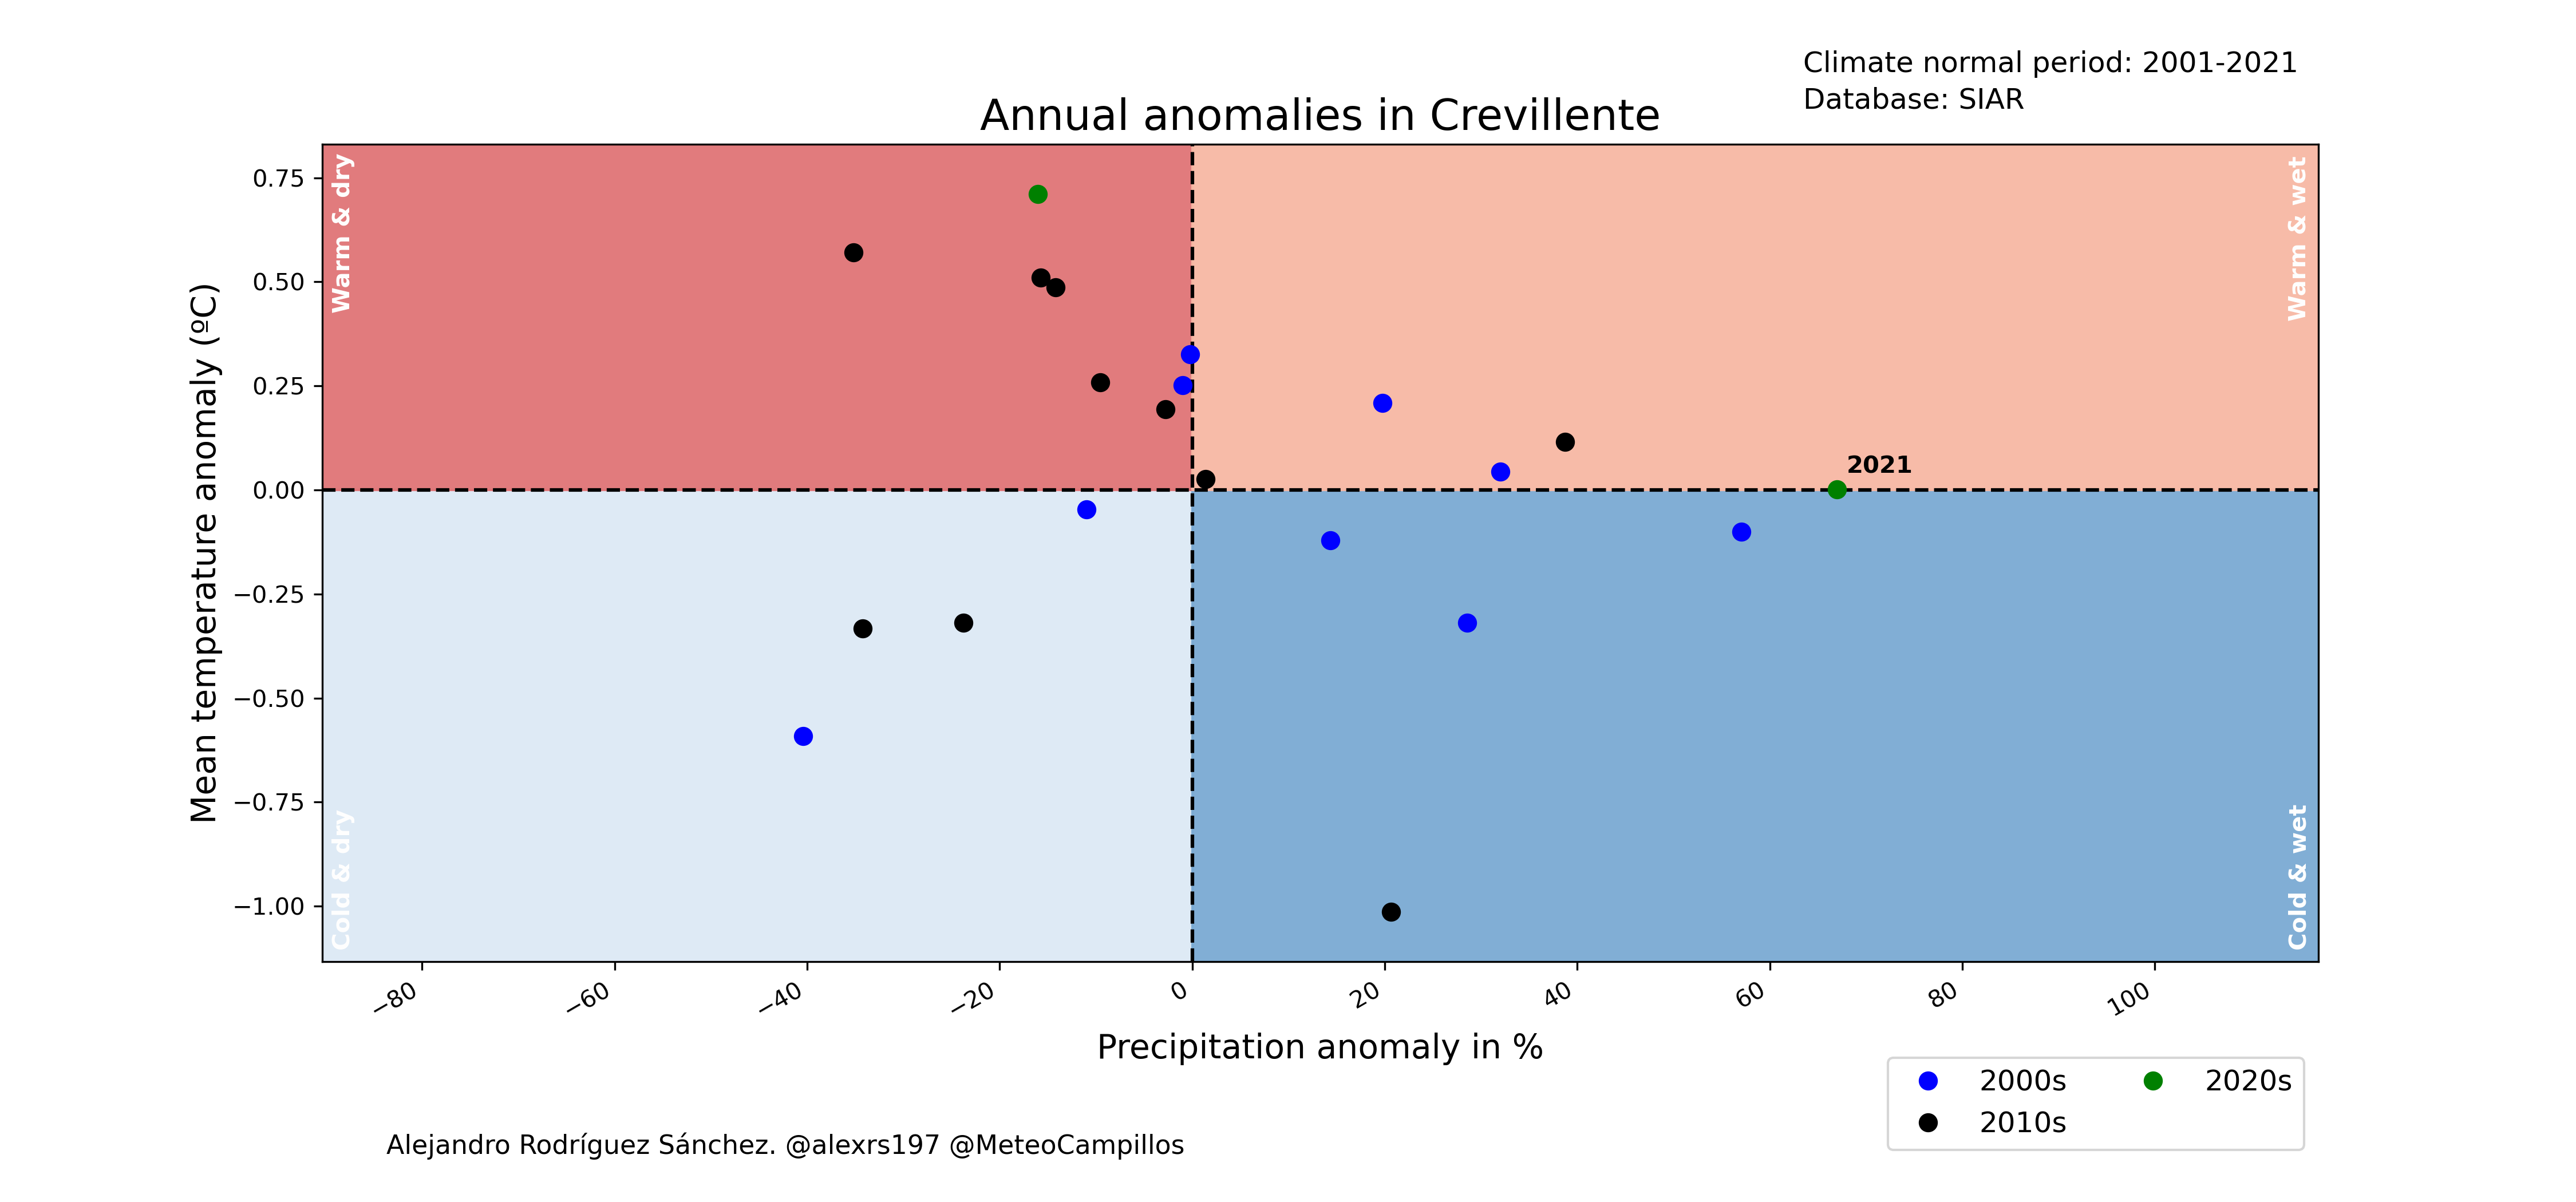 Climate normal period: 2001-2021
Database: SIAR
Annual anomalies in Crevillente
Warm & dry
Warm & wet
Cold & dry
Cold & wet
2021
Mean temperature anomaly (ºC)
0.75
0.50
0.25
0.00
−0.25
−0.50
−0.75
−1.00
−80
−60
−40
−20
0
20
40
60
80
100
Precipitation anomaly in %
2000s
2010s
2020s
Alejandro Rodríguez Sánchez. @alexrs197 @MeteoCampillos